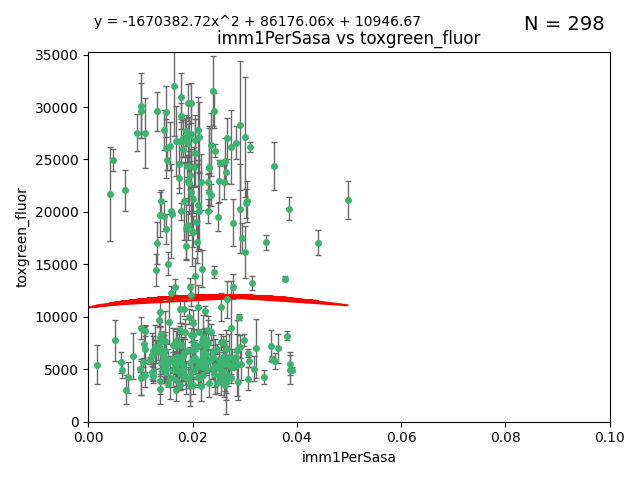 y = -1670382.72x^2 + 86176.06x + 10946.67
N = 298
imm1PerSasa vs toxgreen_fluor
35000
30000
25000
20000
15000
10000
5000
0
toxgreen_fluor
0.00 0.02 0.04 0.06 0.08 0.10
imm1PerSasa